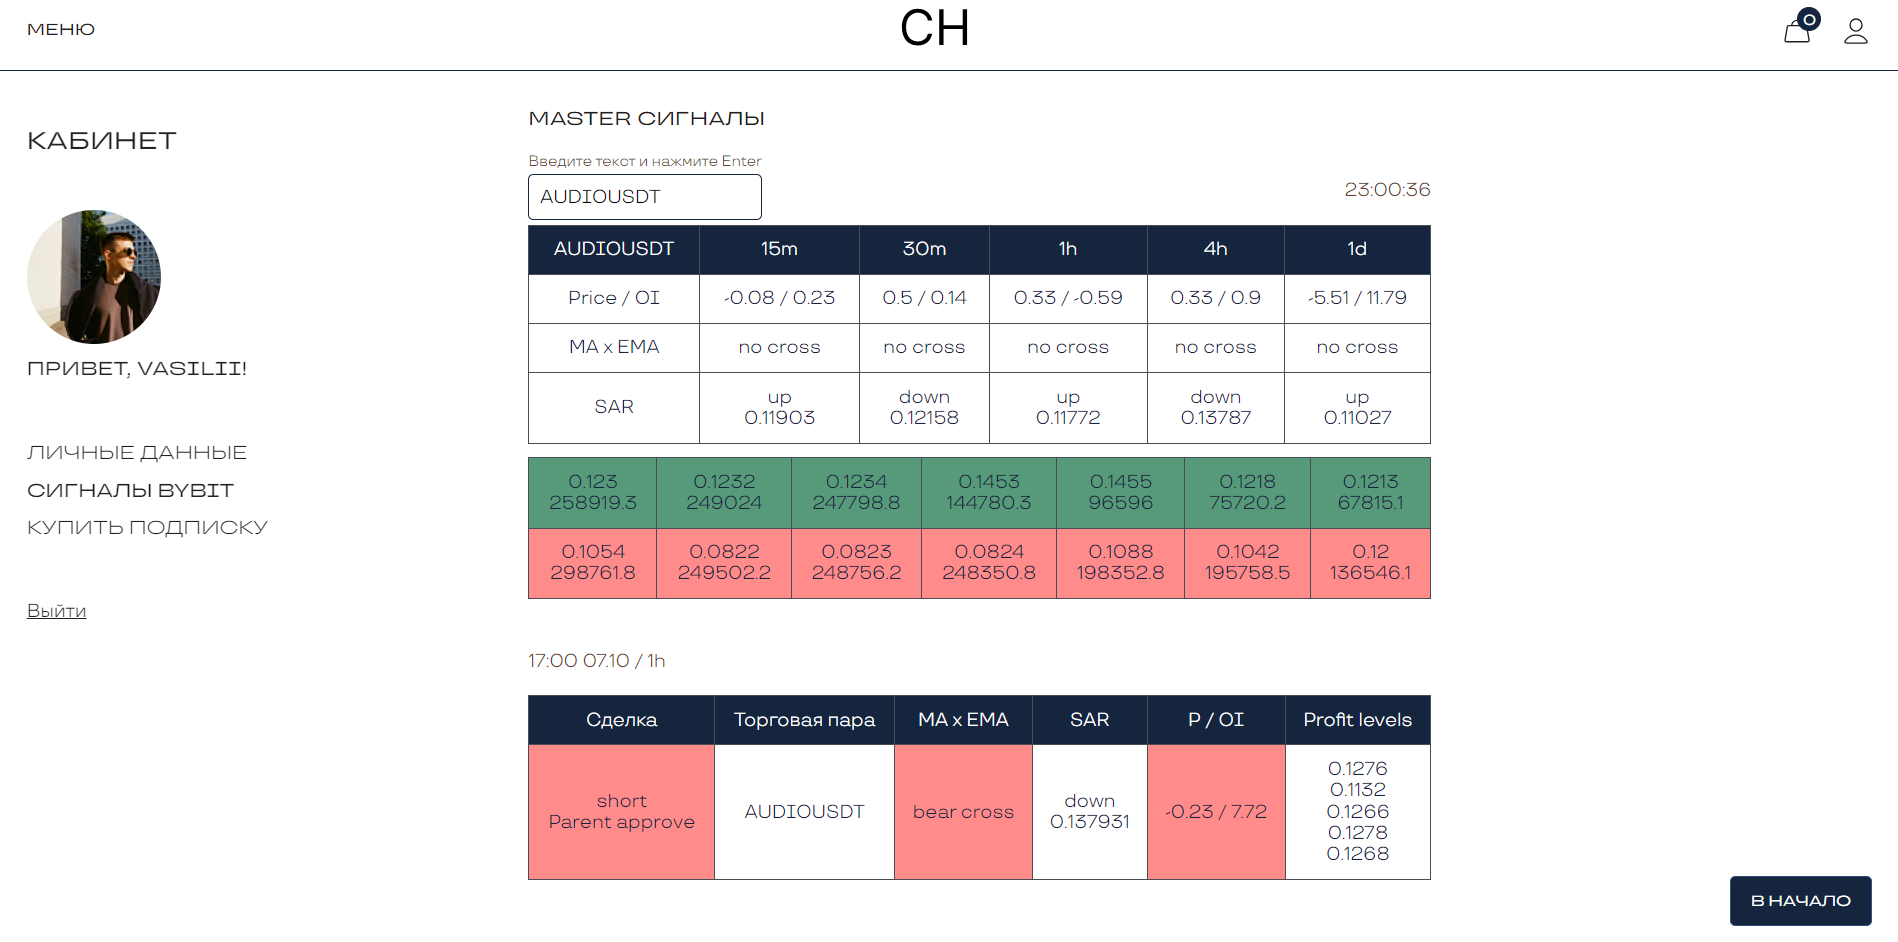 МЕНЮ
CH
0
КАБИНЕТ
ПРИВЕТ, VASILII!
ЛИЧНЫЕ ДАННЫЕ
СИГНАЛЫ BYBIT
КУПИТЬ ПОДПИСКУ
Выйти
MASTER СИГНАЛЫ
Введите текст и нажмите Enter
AUDIOUSDT
23:00:36
AUDIOUSDT 15m 30m 1h 4h 1d
Price / OI -0.08 / 0.23 0.5 / 0.14 0.33 / -0.59 0.33 / 0.9 -5.51 / 11.79
MA x EMA no cross no cross no cross no cross no cross
SAR up down up down up
0.11903 0.12158 0.11772 0.13787 0.11027
0.123 0.1232 0.1234 0.1453 0.1455 0.1218 0.1213
258919.3 249024 247798.8 144780.3 96596 75720.2 67815.1
0.1054 0.0822 0.0823 0.0824 0.1088 0.1042 0.12
298761.8 249502.2 248756.2 248350.8 198352.8 195758.5 136546.1
17:00 07.10 / 1h
Сделка Торговая пара MA x EMA SAR P / OI Profit levels
short
Parent approve
AUDIOUSDT
bear cross
down
0.137931
-0.23 / 7.72
0.1276
0.1132
0.1266
0.1278
0.1268
В НАЧАЛО